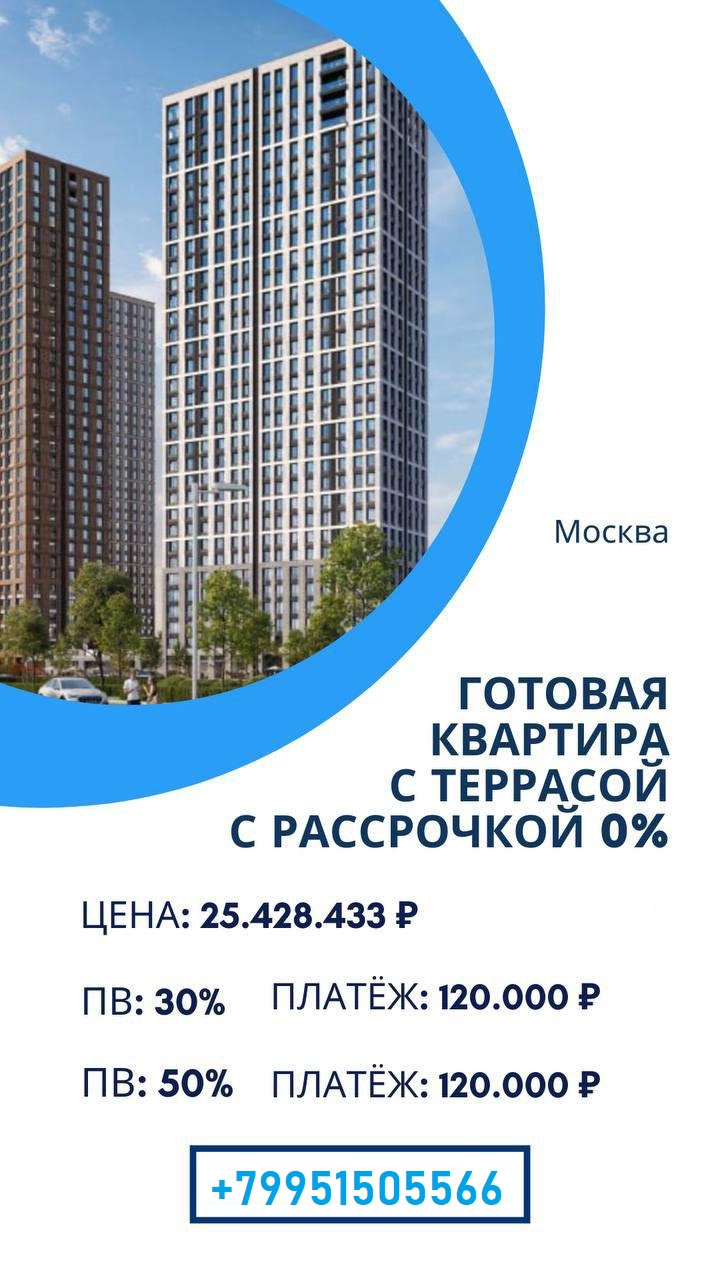 Москва
ГОТОВАЯ
КВАРТИРА
С ТЕРРАСОЙ
С РАССРОЧКОЙ 0%
ЦЕНА: 25.428.433 ₽
ПВ: 30% ПЛАТЁЖ: 120.000 ₽
ПВ: 50% ПЛАТЁЖ: 120.000 ₽
+79951505566